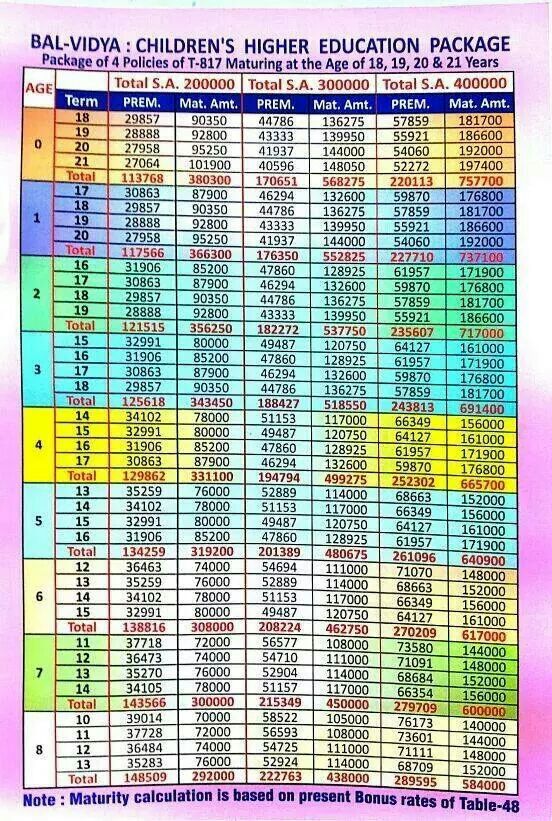 BAL-VIDYA : CHILDREN'S HIGHER EDUCATION PACKAGE
Package of 4 Policies of T-817 Maturing at the Age of 18, 19, 20 & 21 Years
AGE Total S.A. 200000 Total S.A. 300000 Total S.A. 400000
Term PREM. Mat. Amt. PREM. Mat. Amt. PREM. Mat. Amt.
0
18 29857 90350 44786 136275 57859 181700
19 28888 92800 43333 139950 55921 186600
20 27958 95250 41937 144000 54060 192000
21 27064 101900 40596 148050 52272 197400
Total 113768 380300 170651 568275 220113 757700
1
17 30863 87900 46294 132600 59870 176800
18 29857 90350 44786 136275 57859 181700
19 28888 92800 43333 139950 55921 186600
20 27958 95250 41937 144000 54060 192000
Total 117566 366300 176350 552825 227710 737100
2
16 31906 85200 47860 128925 61957 171900
17 30863 87900 46294 132600 59870 176800
18 29857 90350 44786 136275 57859 181700
19 28888 92800 43333 139950 55921 186600
Total 121515 356250 182272 537750 235607 717000
3
15 32991 80000 49487 120750 64127 161000
16 31906 85200 47860 128925 61957 171900
17 30863 87900 46294 132600 59870 176800
18 29857 90350 44786 136275 57859 181700
Total 125618 343450 188427 518550 243813 691400
4
14 34102 78000 51153 117000 66349 156000
15 32991 80000 49487 120750 64127 161000
16 31906 85200 47860 128925 61957 171900
17 30863 87900 46294 132600 59870 176800
Total 129862 331100 194794 499275 252302 665700
5
13 35259 76000 52889 114000 68663 152000
14 34102 78000 51153 117000 66349 156000
15 32991 80000 49487 120750 64127 161000
16 31906 85200 47860 128925 61957 171900
Total 134259 319200 201389 480675 261096 640900
6
12 36463 74000 54694 111000 71070 148000
13 35259 76000 52889 114000 68663 152000
14 34102 78000 51153 117000 66349 156000
15 32991 80000 49487 120750 64127 161000
Total 138816 308000 208224 462750 270209 617000
7
11 37718 72000 56577 108000 73580 144000
12 36473 74000 54710 111000 71091 148000
13 35270 76000 52904 114000 68684 152000
14 34105 78000 51157 117000 66354 156000
Total 143566 300000 215349 450000 279709 600000
8
10 39014 70000 58522 105000 76173 140000
11 37728 72000 56593 108000 73601 144000
12 36484 74000 54725 111000 71111 148000
13 35283 76000 52924 114000 68709 152000
Total 148509 292000 222763 438000 289595 584000
Note : Maturity calculation is based on present Bonus rates of Table-48